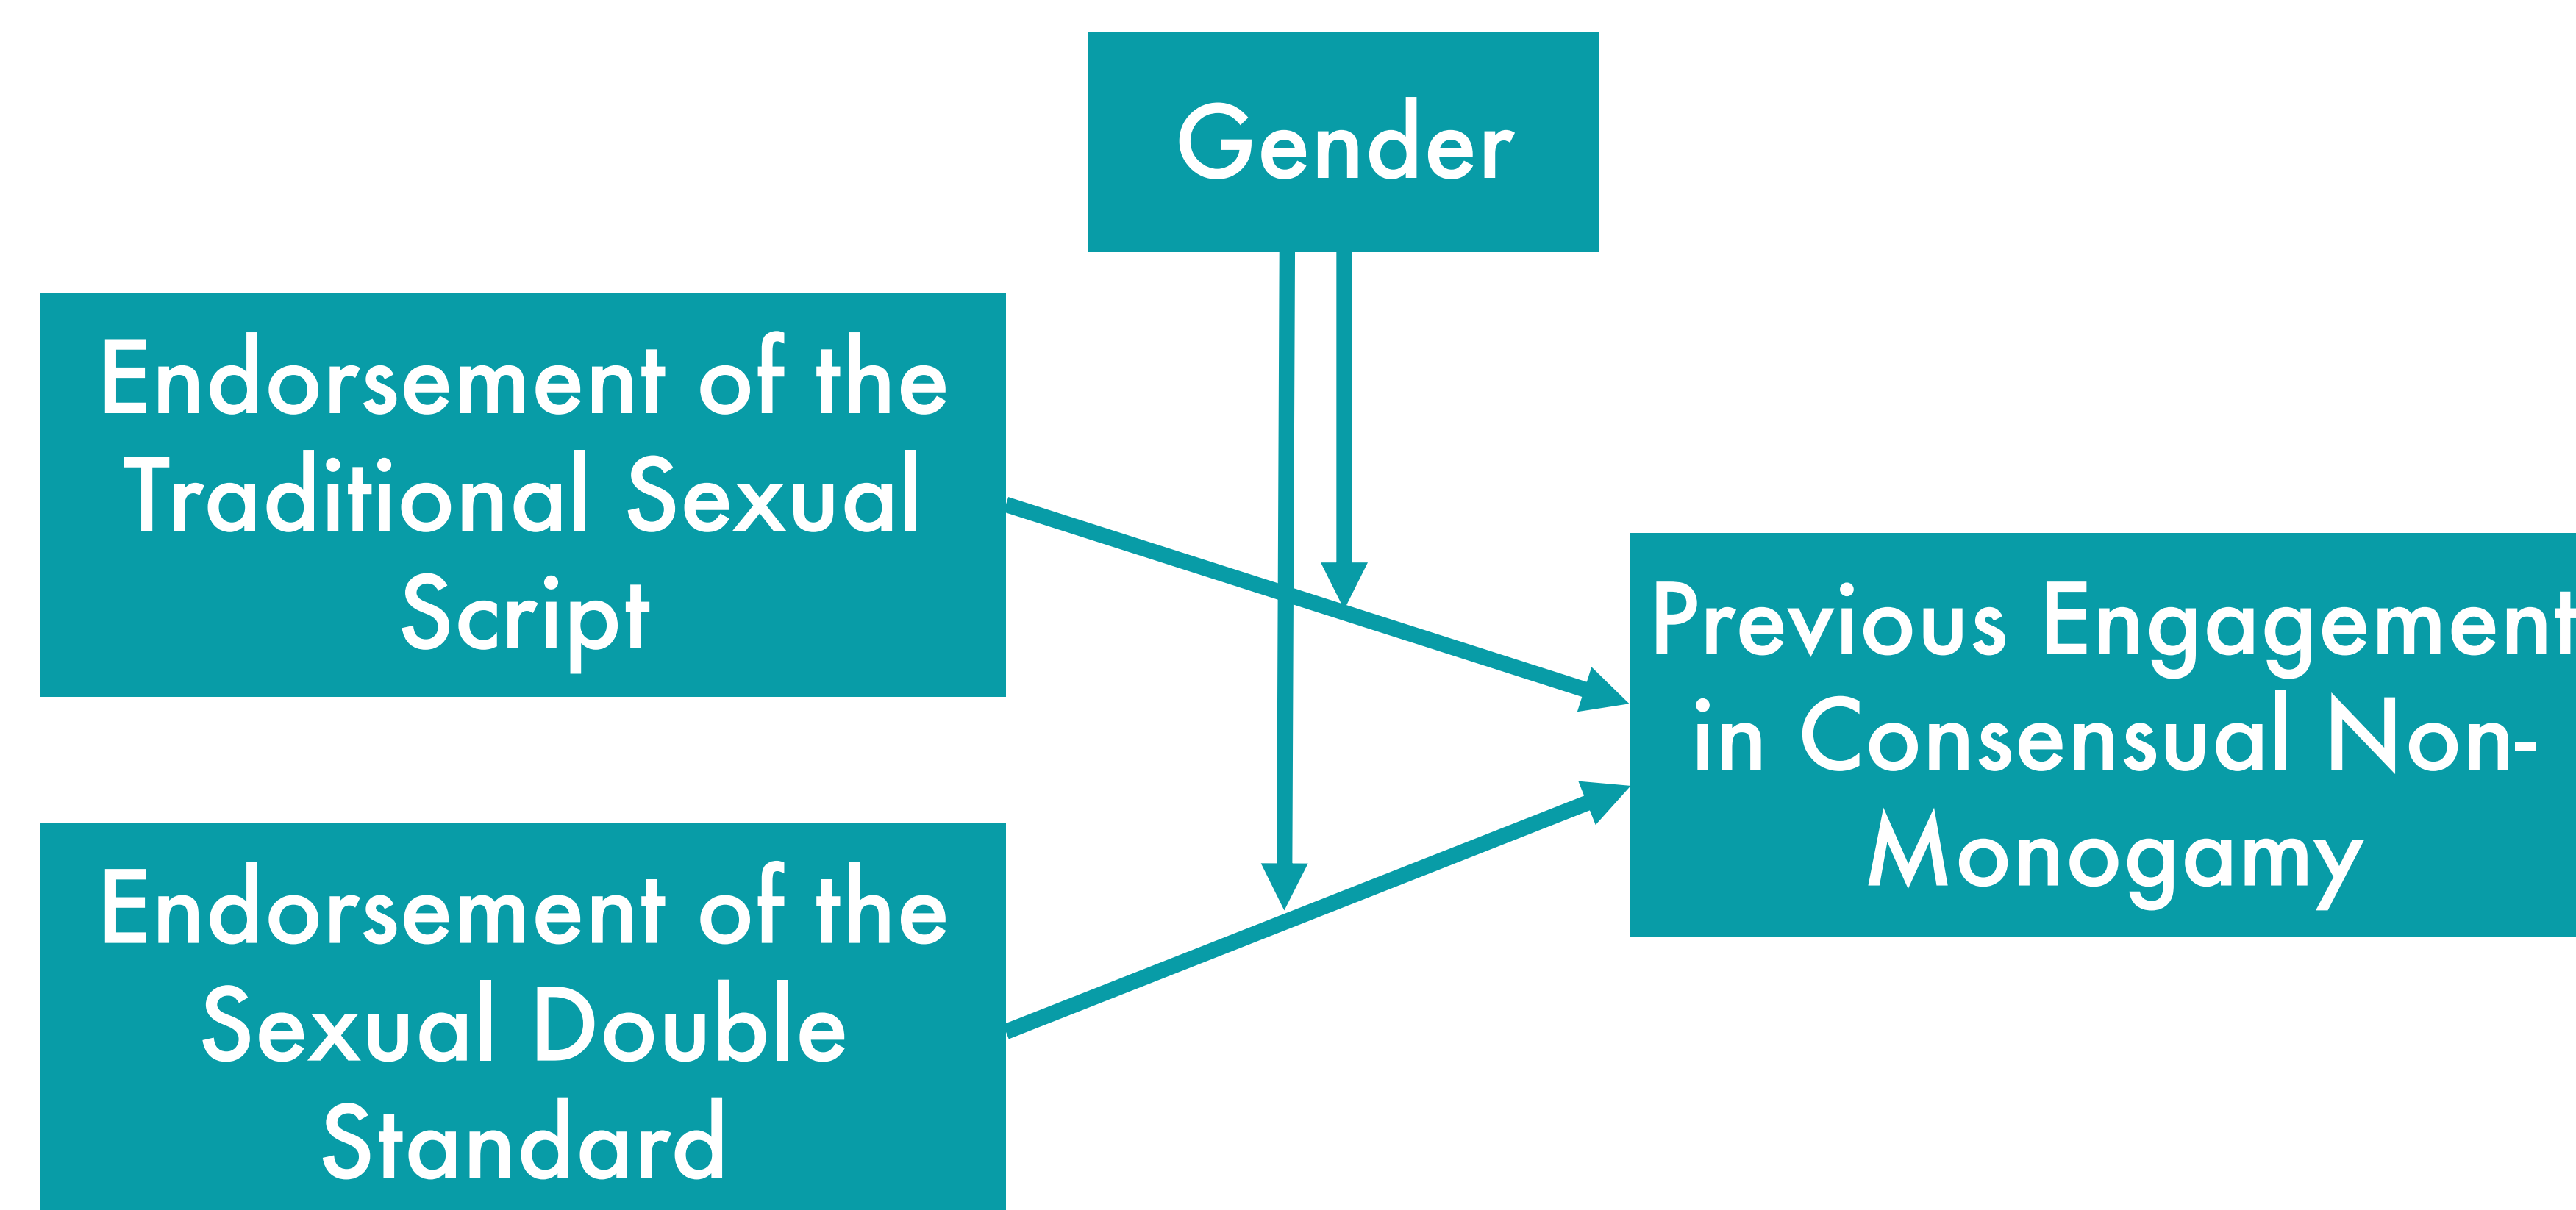 Gender
Endorsement of the
Traditional Sexual
Script
Previous Engagement
in Consensual Non-
Monogamy
Endorsement of the
Sexual Double
Standard